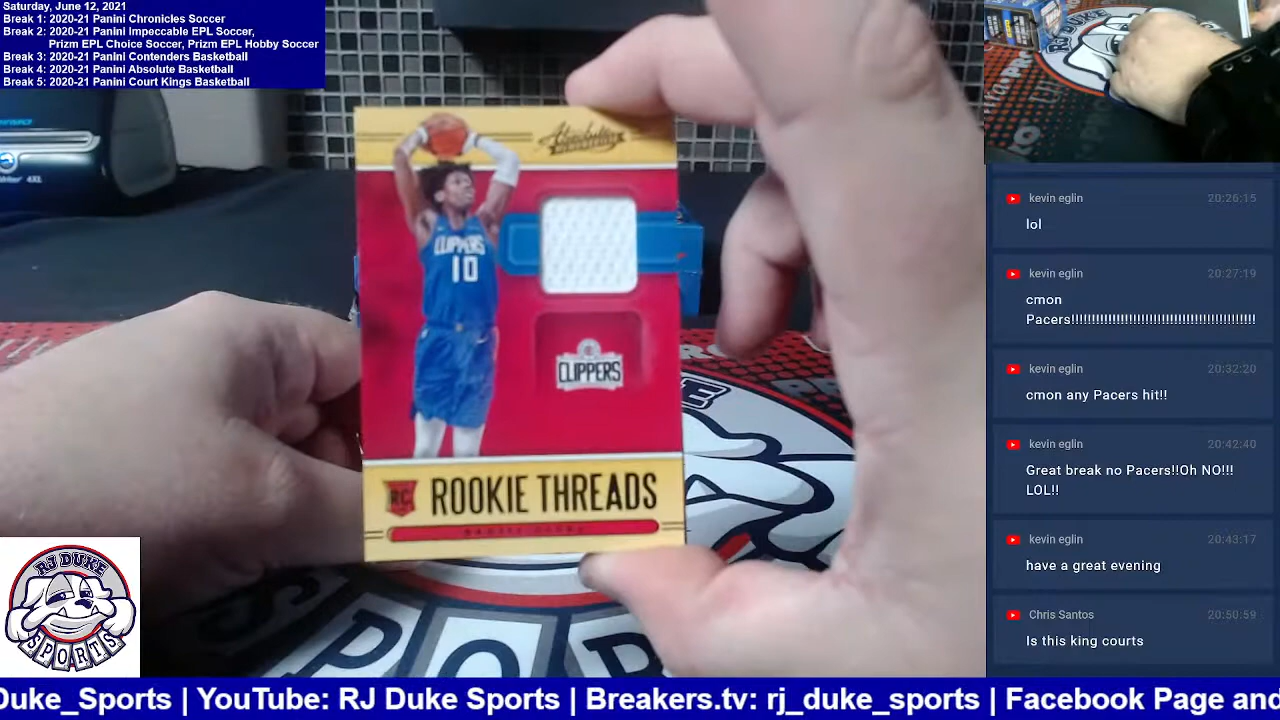 Saturday, June 12, 2021
Break 1: 2020-21 Panini Chronicles Soccer
Break 2: 2020-21 Panini Impeccable EPL Soccer,
Prizm EPL Choice Soccer, Prizm EPL Hobby Soccer
Break 3: 2020-21 Panini Contenders Basketball
Break 4: 2020-21 Panini Absolute Basketball
Break 5: 2020-21 Panini Court Kings Basketball
4XL
Absolute
CLIPPERS
10
CLIPPERS
RC
ROOKIE THREADS
kevin eglin 20:26:15
lol
kevin eglin 20:27:19
cmon
Pacers!!!!!!!!!!!!!!!!!!!!!!!!!!!!!!!!!!!!!!!!!!!!!
kevin eglin 20:32:20
cmon any Pacers hit!!
kevin eglin 20:42:40
Great break no Pacers!!Oh NO!!!
LOL!!
kevin eglin 20:43:17
have a great evening
Chris Santos 20:50:59
Is this king courts
RJ DUKE
SPORTS
Duke_Sports | YouTube: RJ Duke Sports | Breakers.tv: rj_duke_sports | Facebook Page and